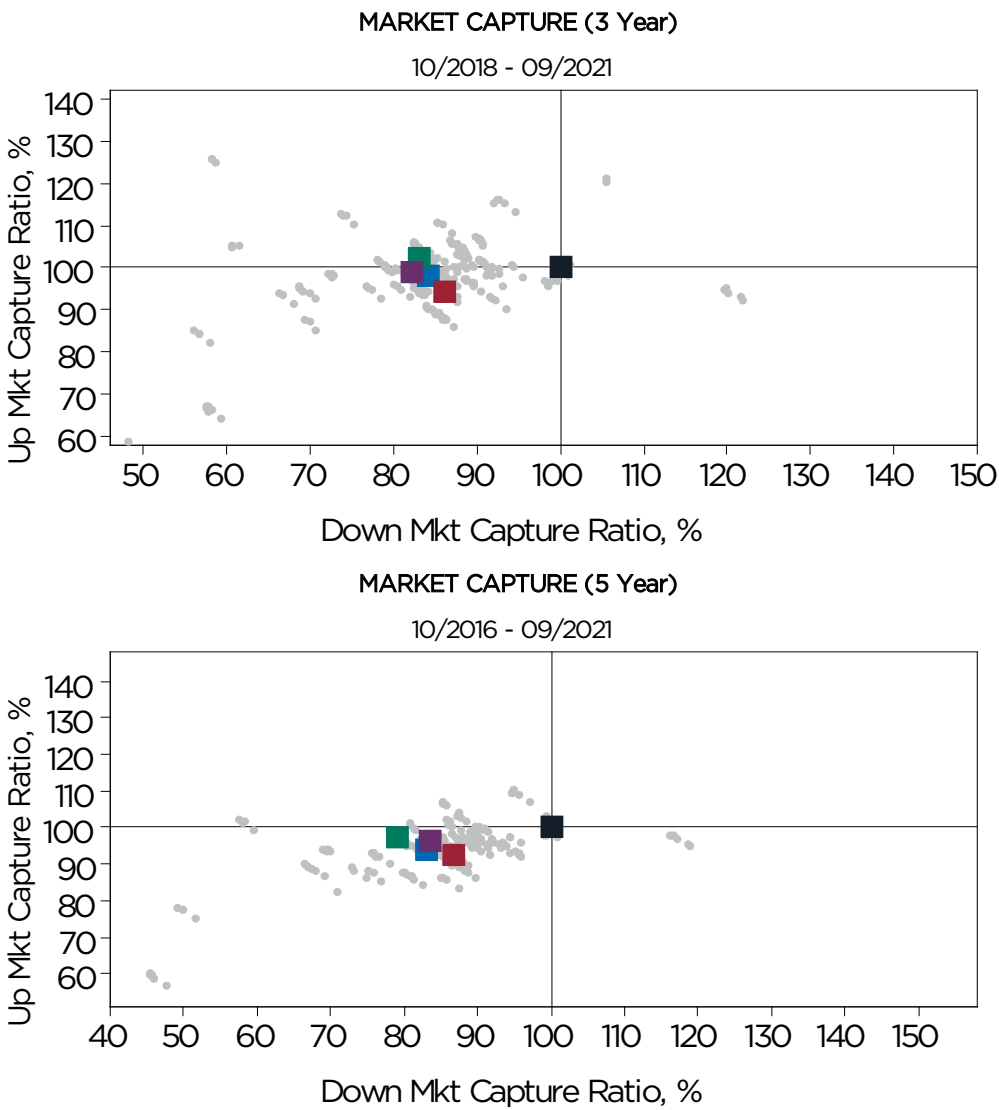 MARKET CAPTURE (3 Year)
10/2018 - 09/2021
Up Mkt Capture Ratio, %
140
130
120
110
100
90
80
70
60
50 60 70 80 90 100 110 120 130 140 150
Down Mkt Capture Ratio, %
MARKET CAPTURE (5 Year)
10/2016 - 09/2021
Up Mkt Capture Ratio, %
140
130
120
110
100
90
80
70
60
40 50 60 70 80 90 100 110 120 130 140 150
Down Mkt Capture Ratio, %